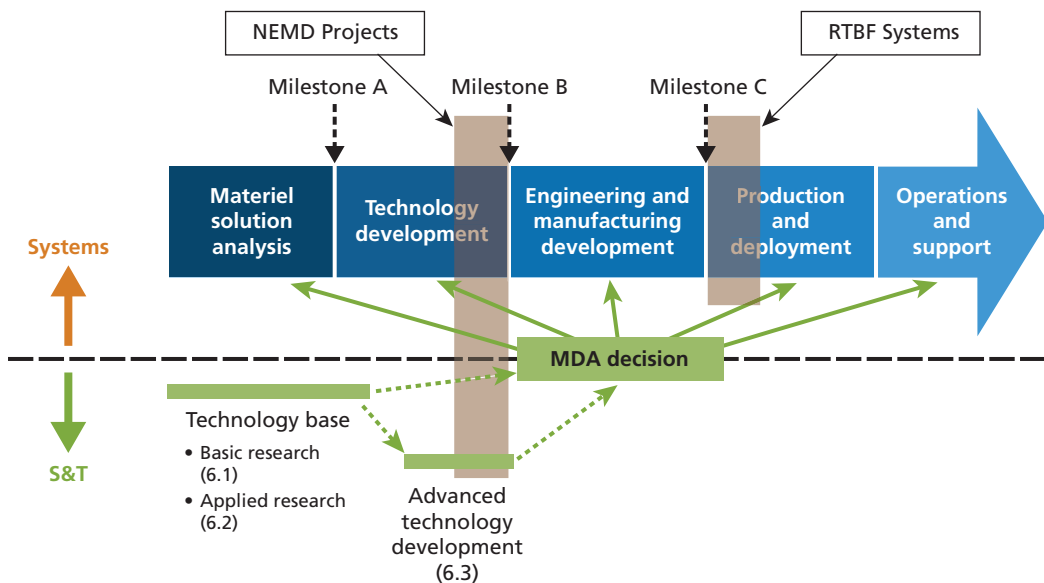 NEMD Projects
RTBF Systems
Milestone A
Milestone B
Milestone C
Materiel
solution
analysis
Technology
development
Engineering and
manufacturing
development
Production
and
deployment
Operations
and
support
Systems
MDA decision
S&T
Technology base
• Basic research
(6.1)
• Applied research
(6.2)
Advanced
technology
development
(6.3)